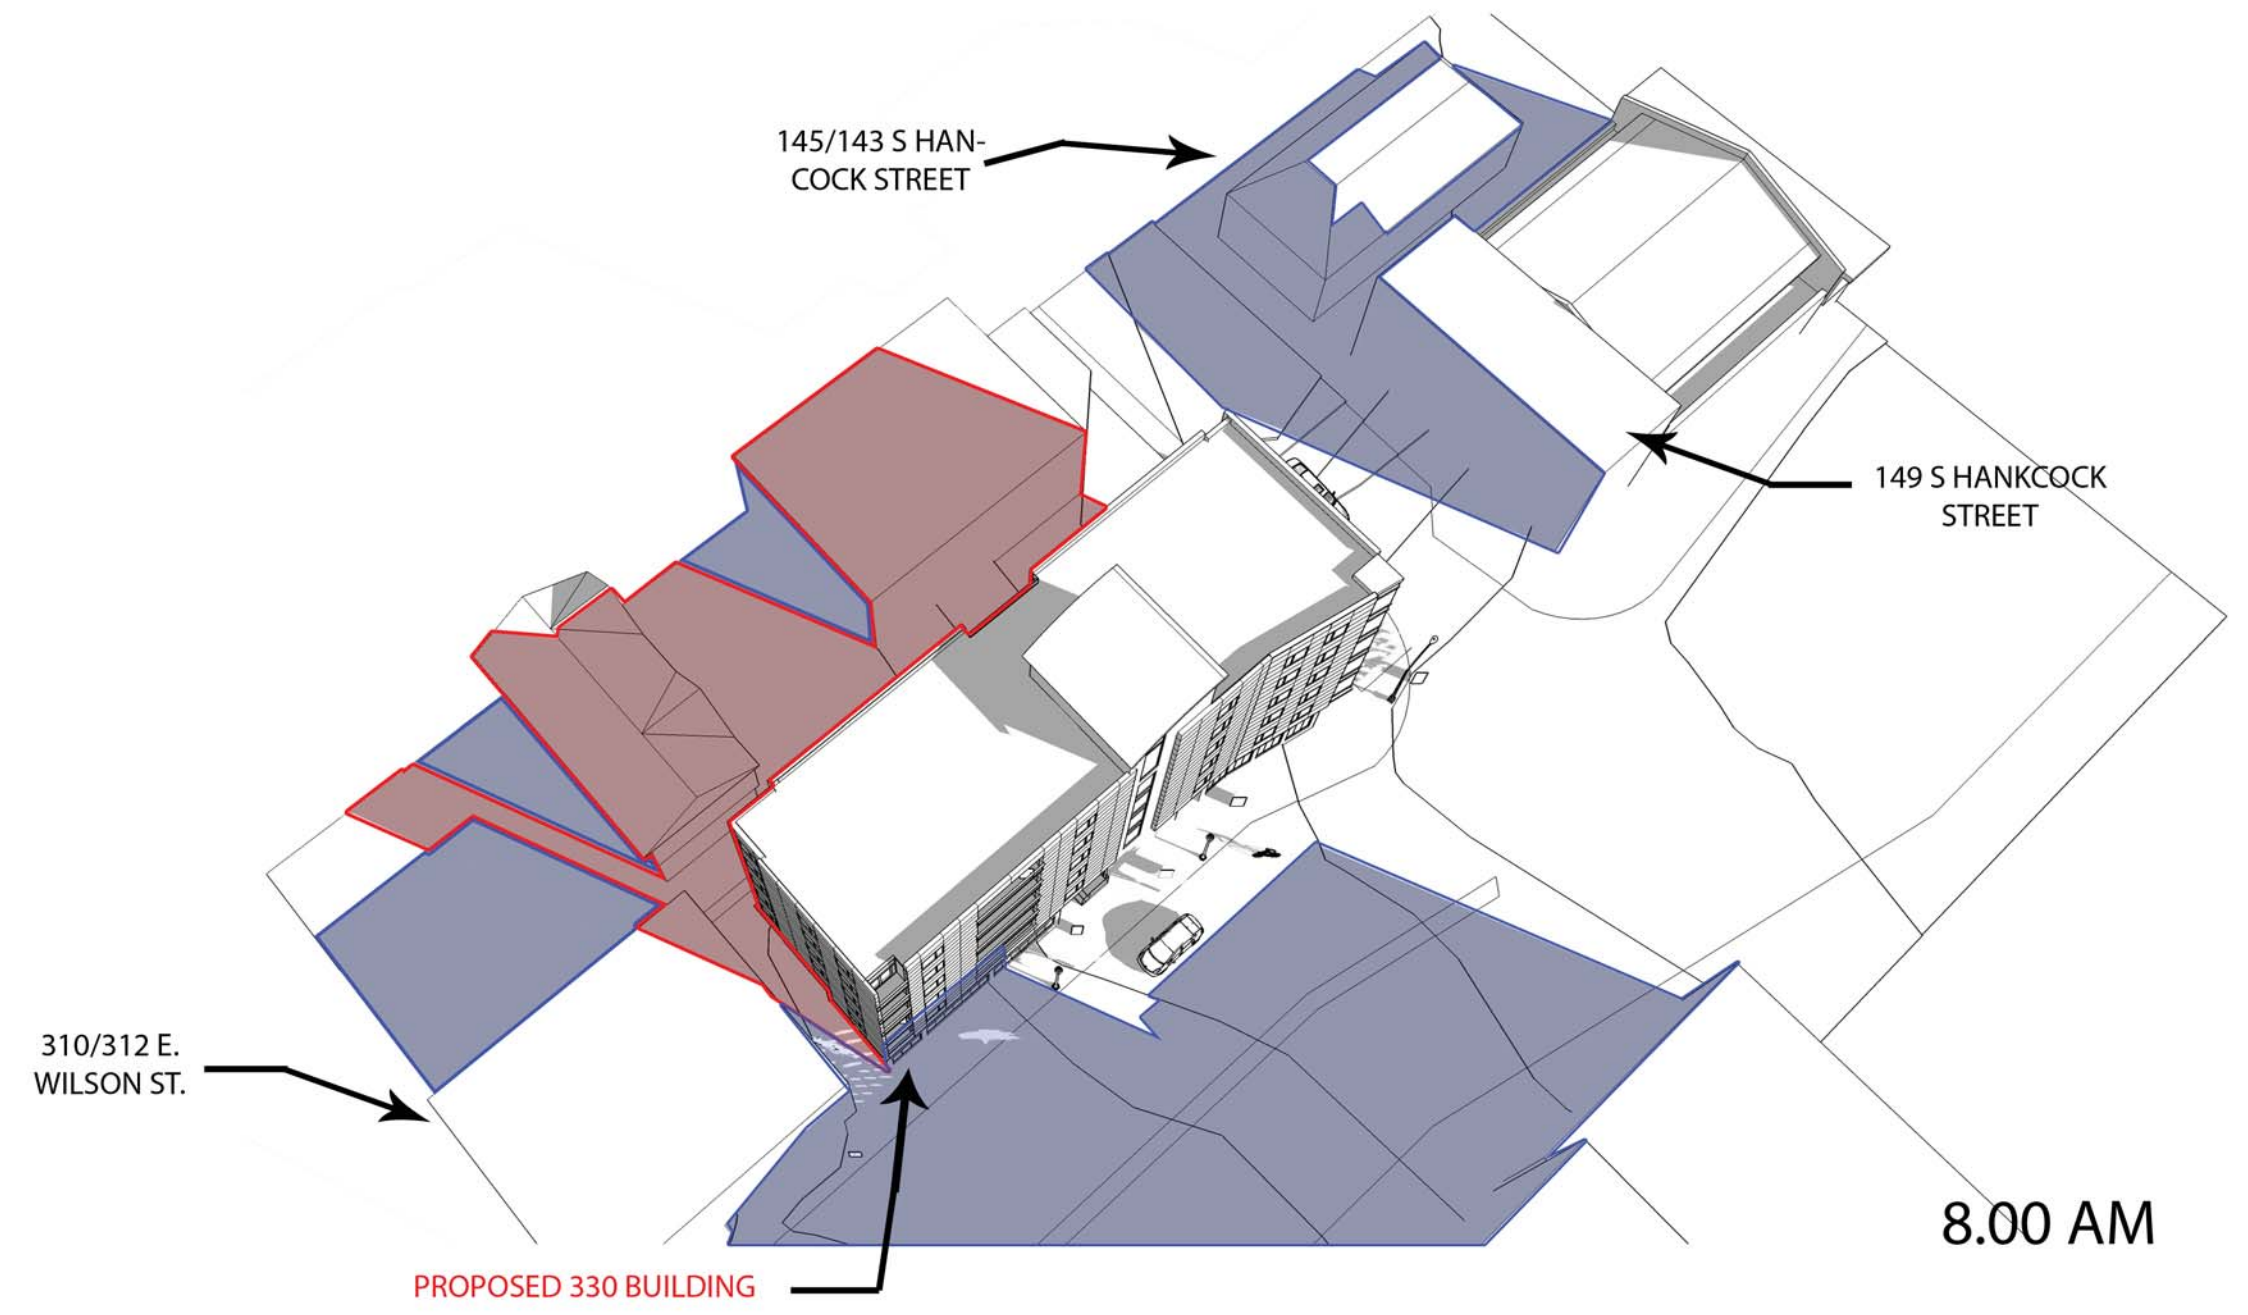 145/143 S HAN-
COCK STREET
149 S HANKCOCK
STREET
310/312 E.
WILSON ST.
8.00 AM
PROPOSED 330 BUILDING